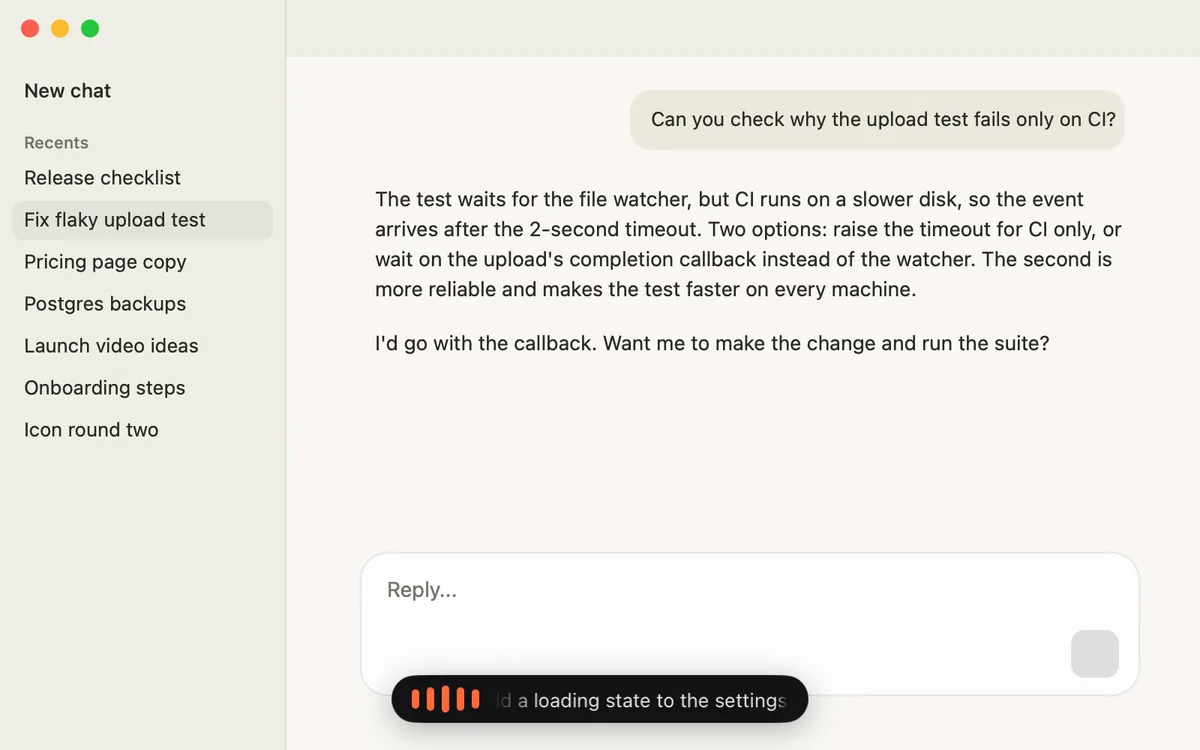 New chat
Recents
Release checklist
Fix flaky upload test
Pricing page copy
Postgres backups
Launch video ideas
Onboarding steps
Icon round two
Can you check why the upload test fails only on CI?
The test waits for the file watcher, but CI runs on a slower disk, so the event
arrives after the 2-second timeout. Two options: raise the timeout for CI only, or
wait on the upload's completion callback instead of the watcher. The second is
more reliable and makes the test faster on every machine.
I'd go with the callback. Want me to make the change and run the suite?
Reply...
a loading state to the settings